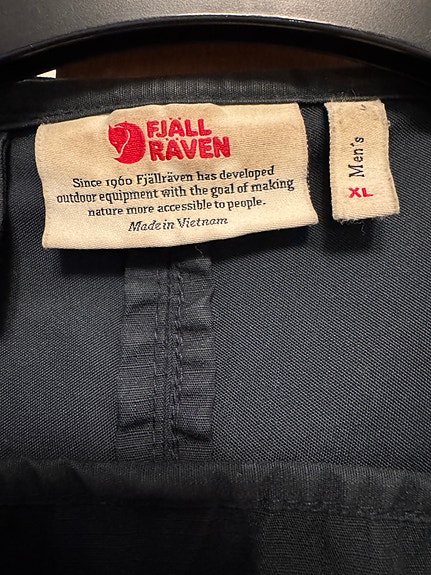 FJÄLL
RÄVEN
Since 1960 Fjällräven has developed
outdoor equipment with the goal of making
nature more accessible to people.
Made in Vietnam
Men's
XL